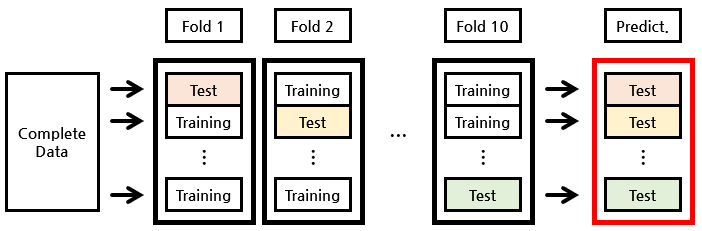 Fold 1
Fold 2
Fold 10
Predict.
Complete
Data
Test
Training
⋮
Training
Training
Test
⋮
Training
...
Training
Training
⋮
Test
Test
Test
⋮
Test